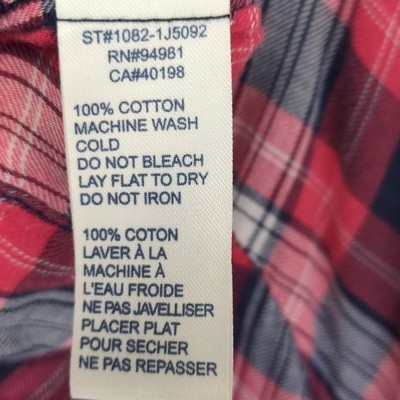 ST#1082-1J5092
RN#94981
CA#40198
100% COTTON
MACHINE WASH
COLD
DO NOT BLEACH
LAY FLAT TO DRY
DO NOT IRON
100% COTON
LAVER À LA
MACHINE À
L'EAU FROIDE
NE PAS JAVELLISER
PLACER PLAT
POUR SECHER
NE PAS REPASSER